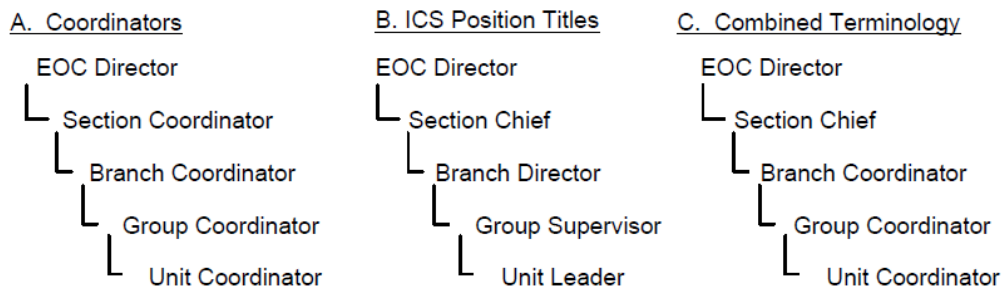 A. Coordinators
EOC Director
Section Coordinator
Branch Coordinator
Group Coordinator
Unit Coordinator
B. ICS Position Titles
EOC Director
Section Chief
Branch Director
Group Supervisor
Unit Leader
C. Combined Terminology
EOC Director
Section Chief
Branch Coordinator
Group Coordinator
Unit Coordinator